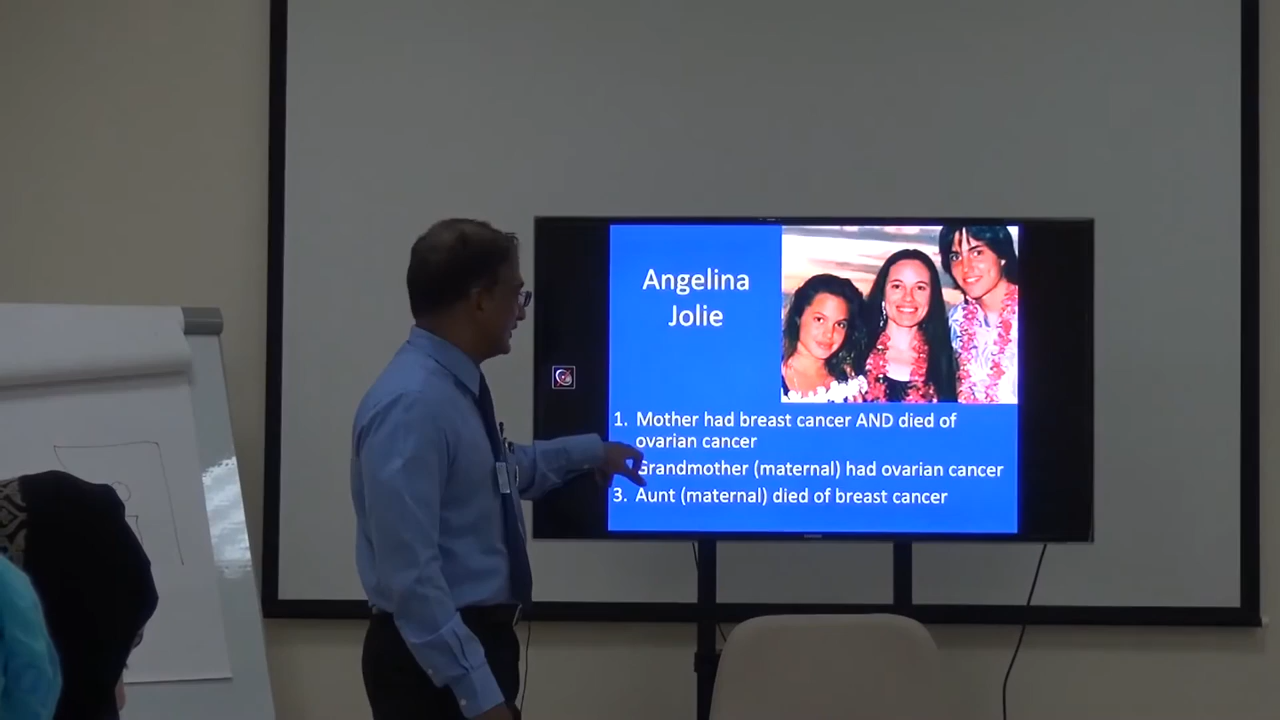 Angelina
Jolie
1. Mother had breast cancer AND died of
ovarian cancer
Grandmother (maternal) had ovarian cancer
3. Aunt (maternal) died of breast cancer